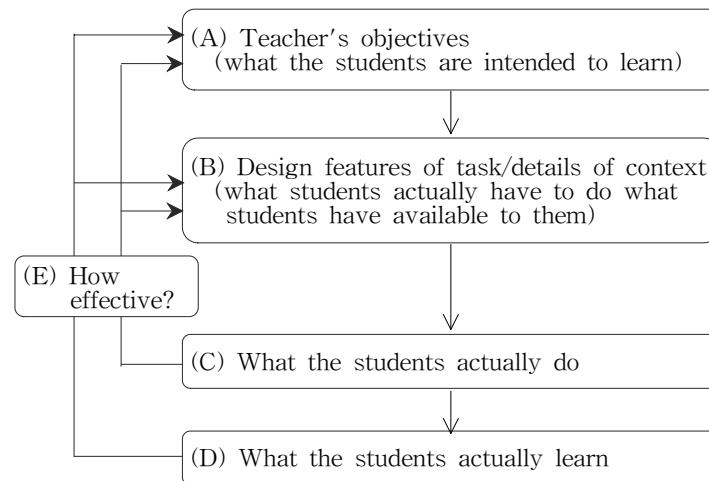 (A) Teacher's objectives
(what the students are intended to learn)
(B) Design features of task/details of context
(what students actually have to do what
students have available to them)
(E) How
effective?
(C) What the students actually do
(D) What the students actually learn